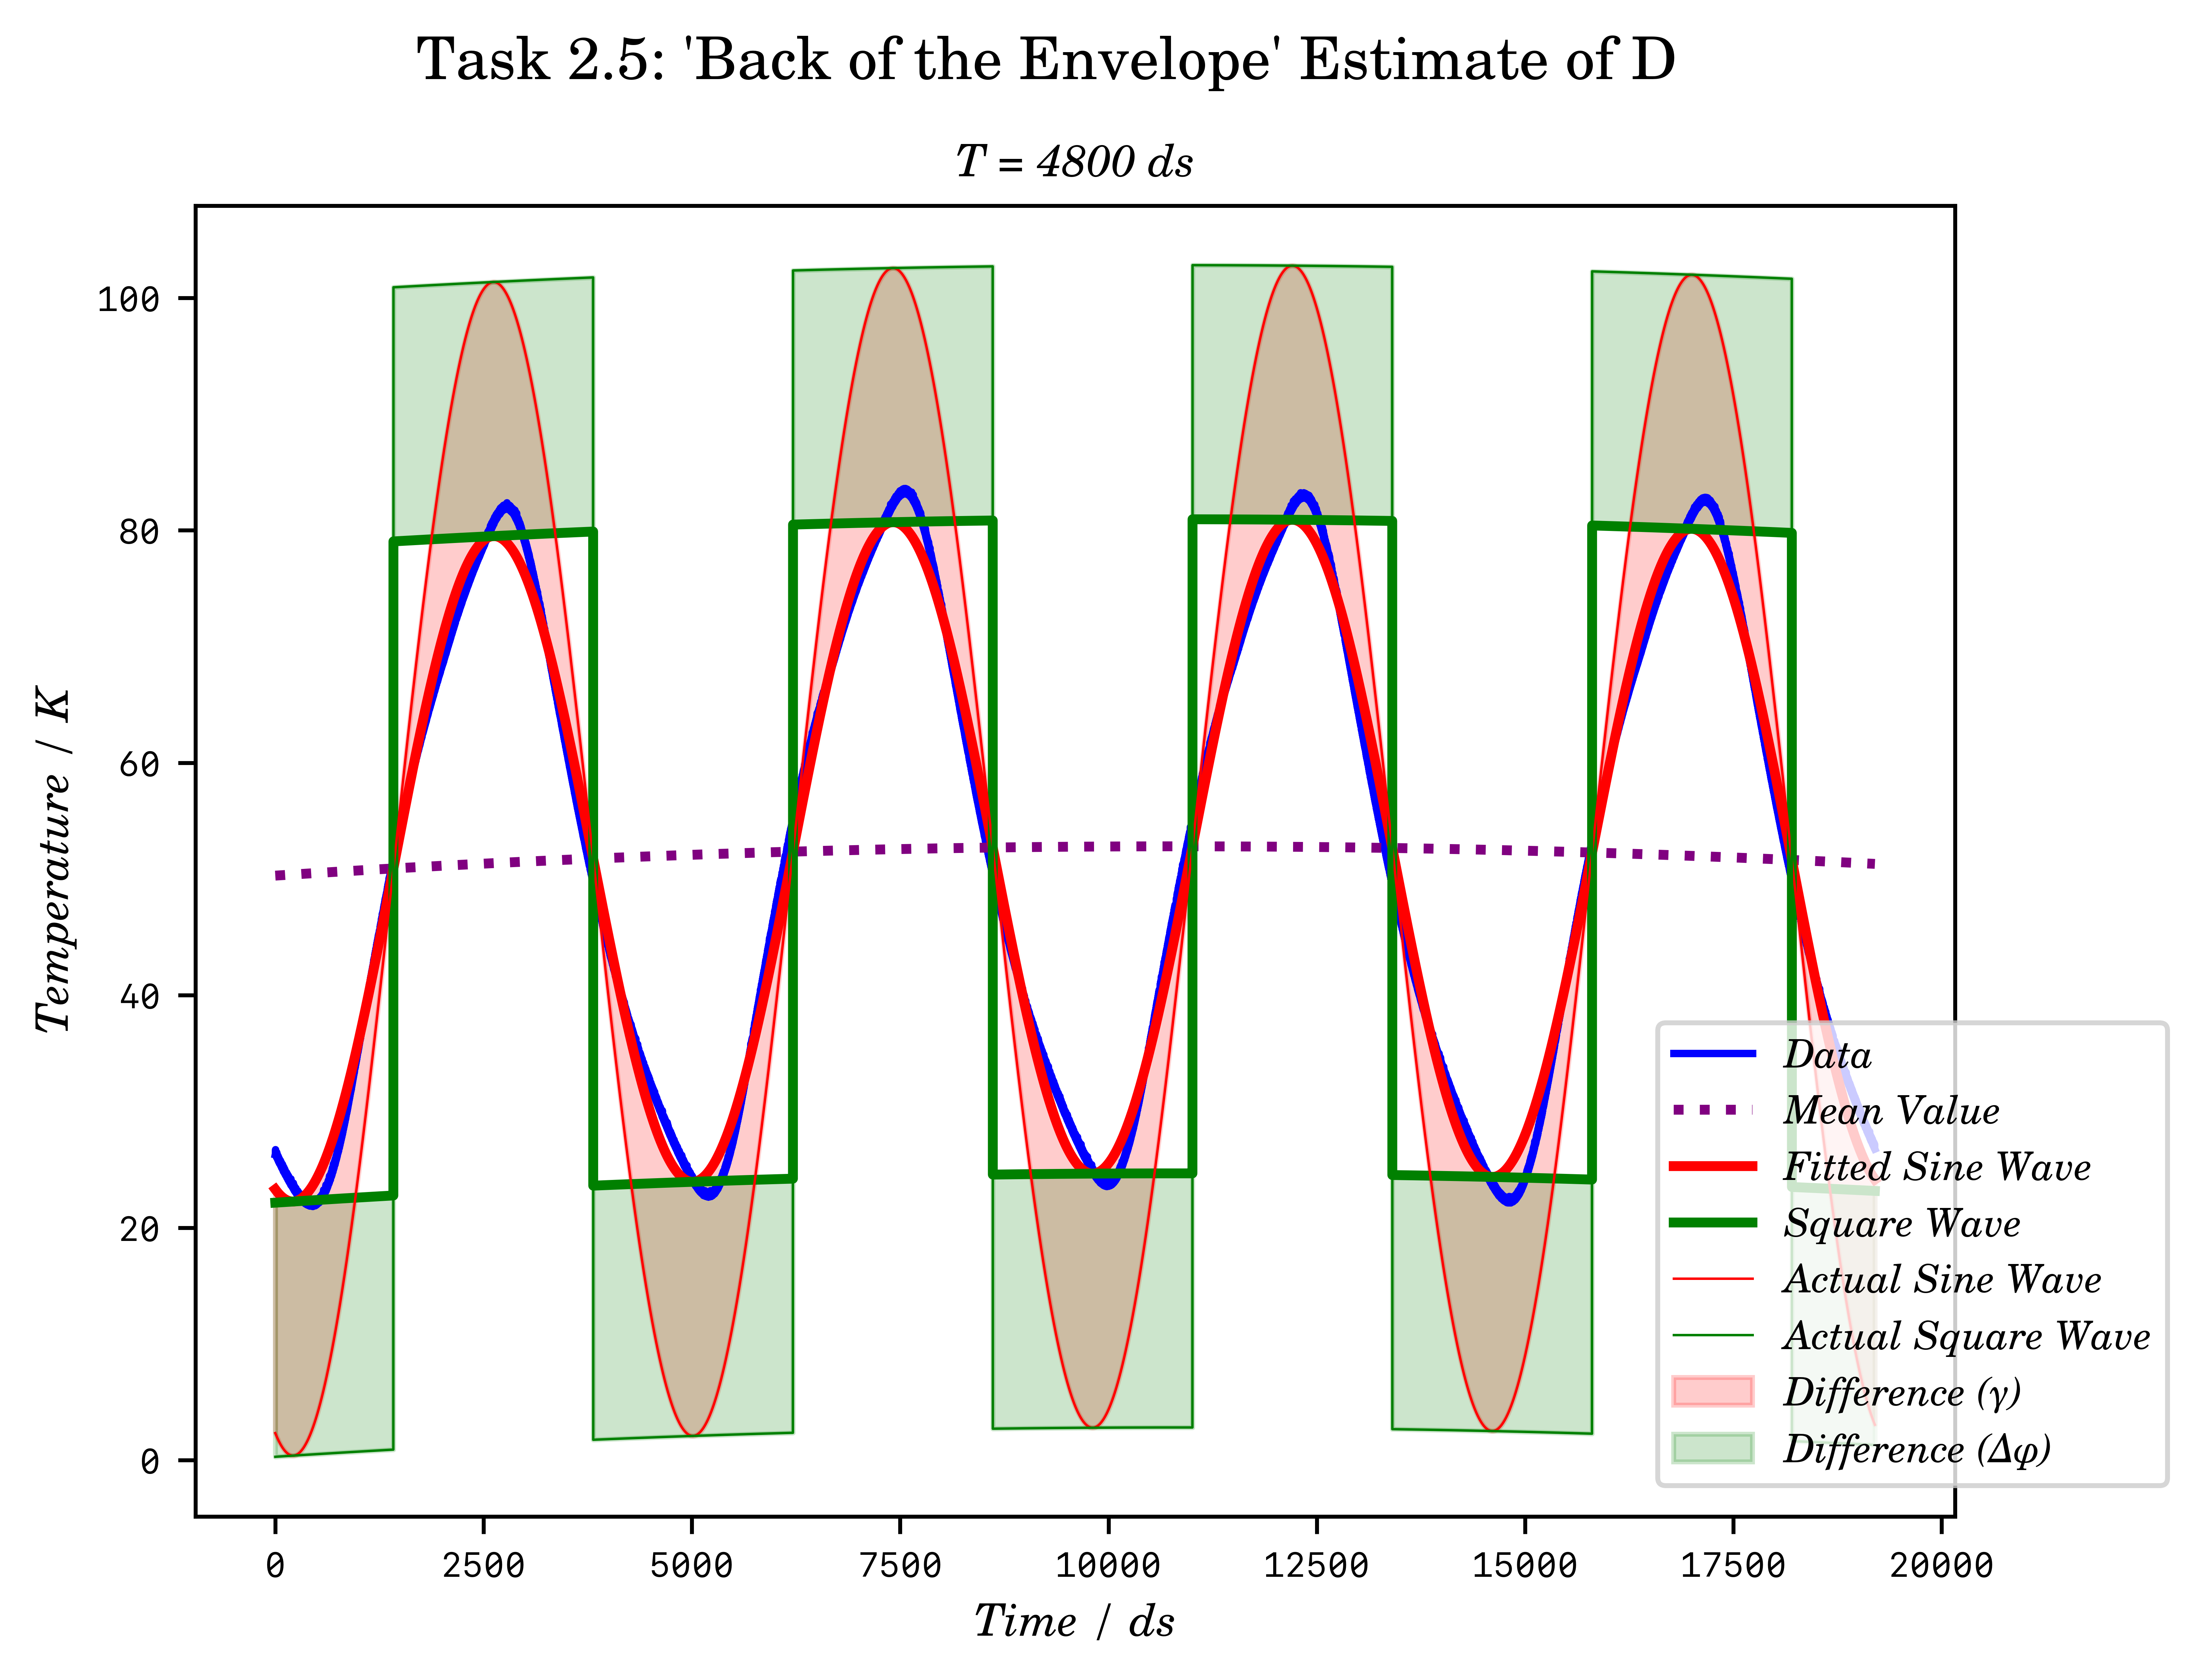 Task 2.5: 'Back of the Envelope' Estimate of D
T = 4800 ds
100
80
60
40
20
0
Temperature / K
0 2500 5000 7500 10000 12500 15000 17500 20000
Time / ds
Data
Mean Value
Fitted Sine Wave
Square Wave
Actual Sine Wave
Actual Square Wave
Difference (γ)
Difference (Δφ)